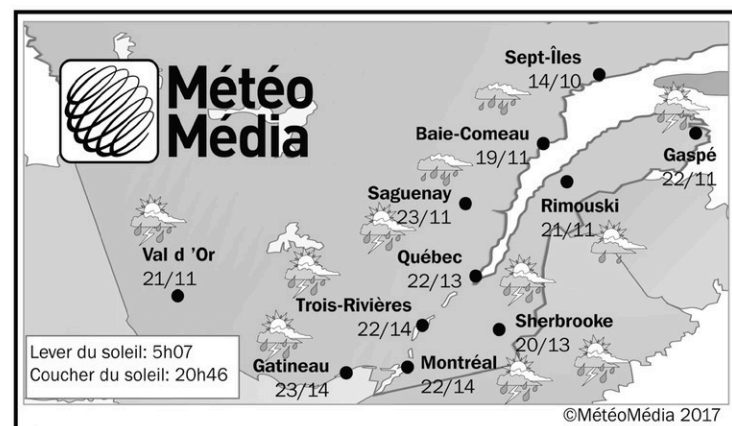 Météo
Média
Sept-Îles
14/10
Baie-Comeau
19/11
Gaspé
22/11
Saguenay
23/11
Rimouski
21/11
Val d 'Or
21/11
Québec
22/13
Trois-Rivières
22/14
Sherbrooke
20/13
Lever du soleil: 5h07
Coucher du soleil: 20h46
Gatineau
23/14
Montréal
22/14
©MétéoMédia 2017